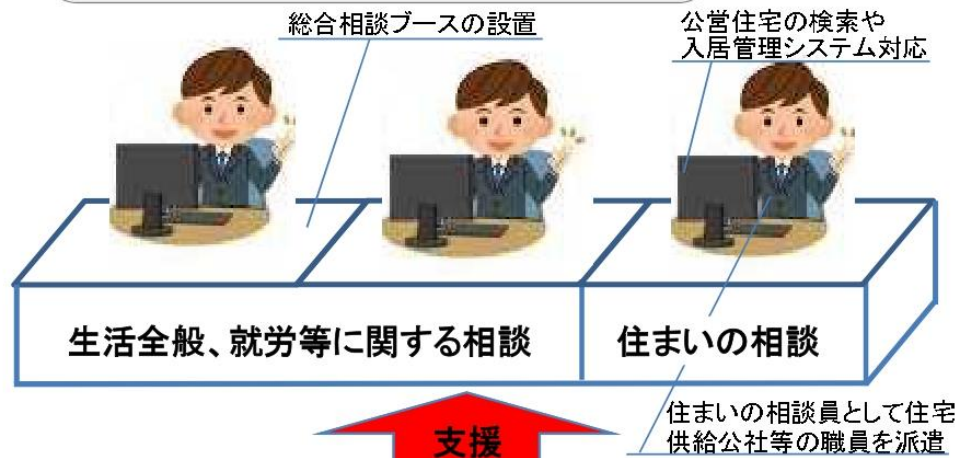 総合相談ブースの設置
公営住宅の検索や
入居管理システム対応
生活全般、就労等に関する相談
住まいの相談
住まいの相談員として住宅
供給公社等の職員を派遣
支援